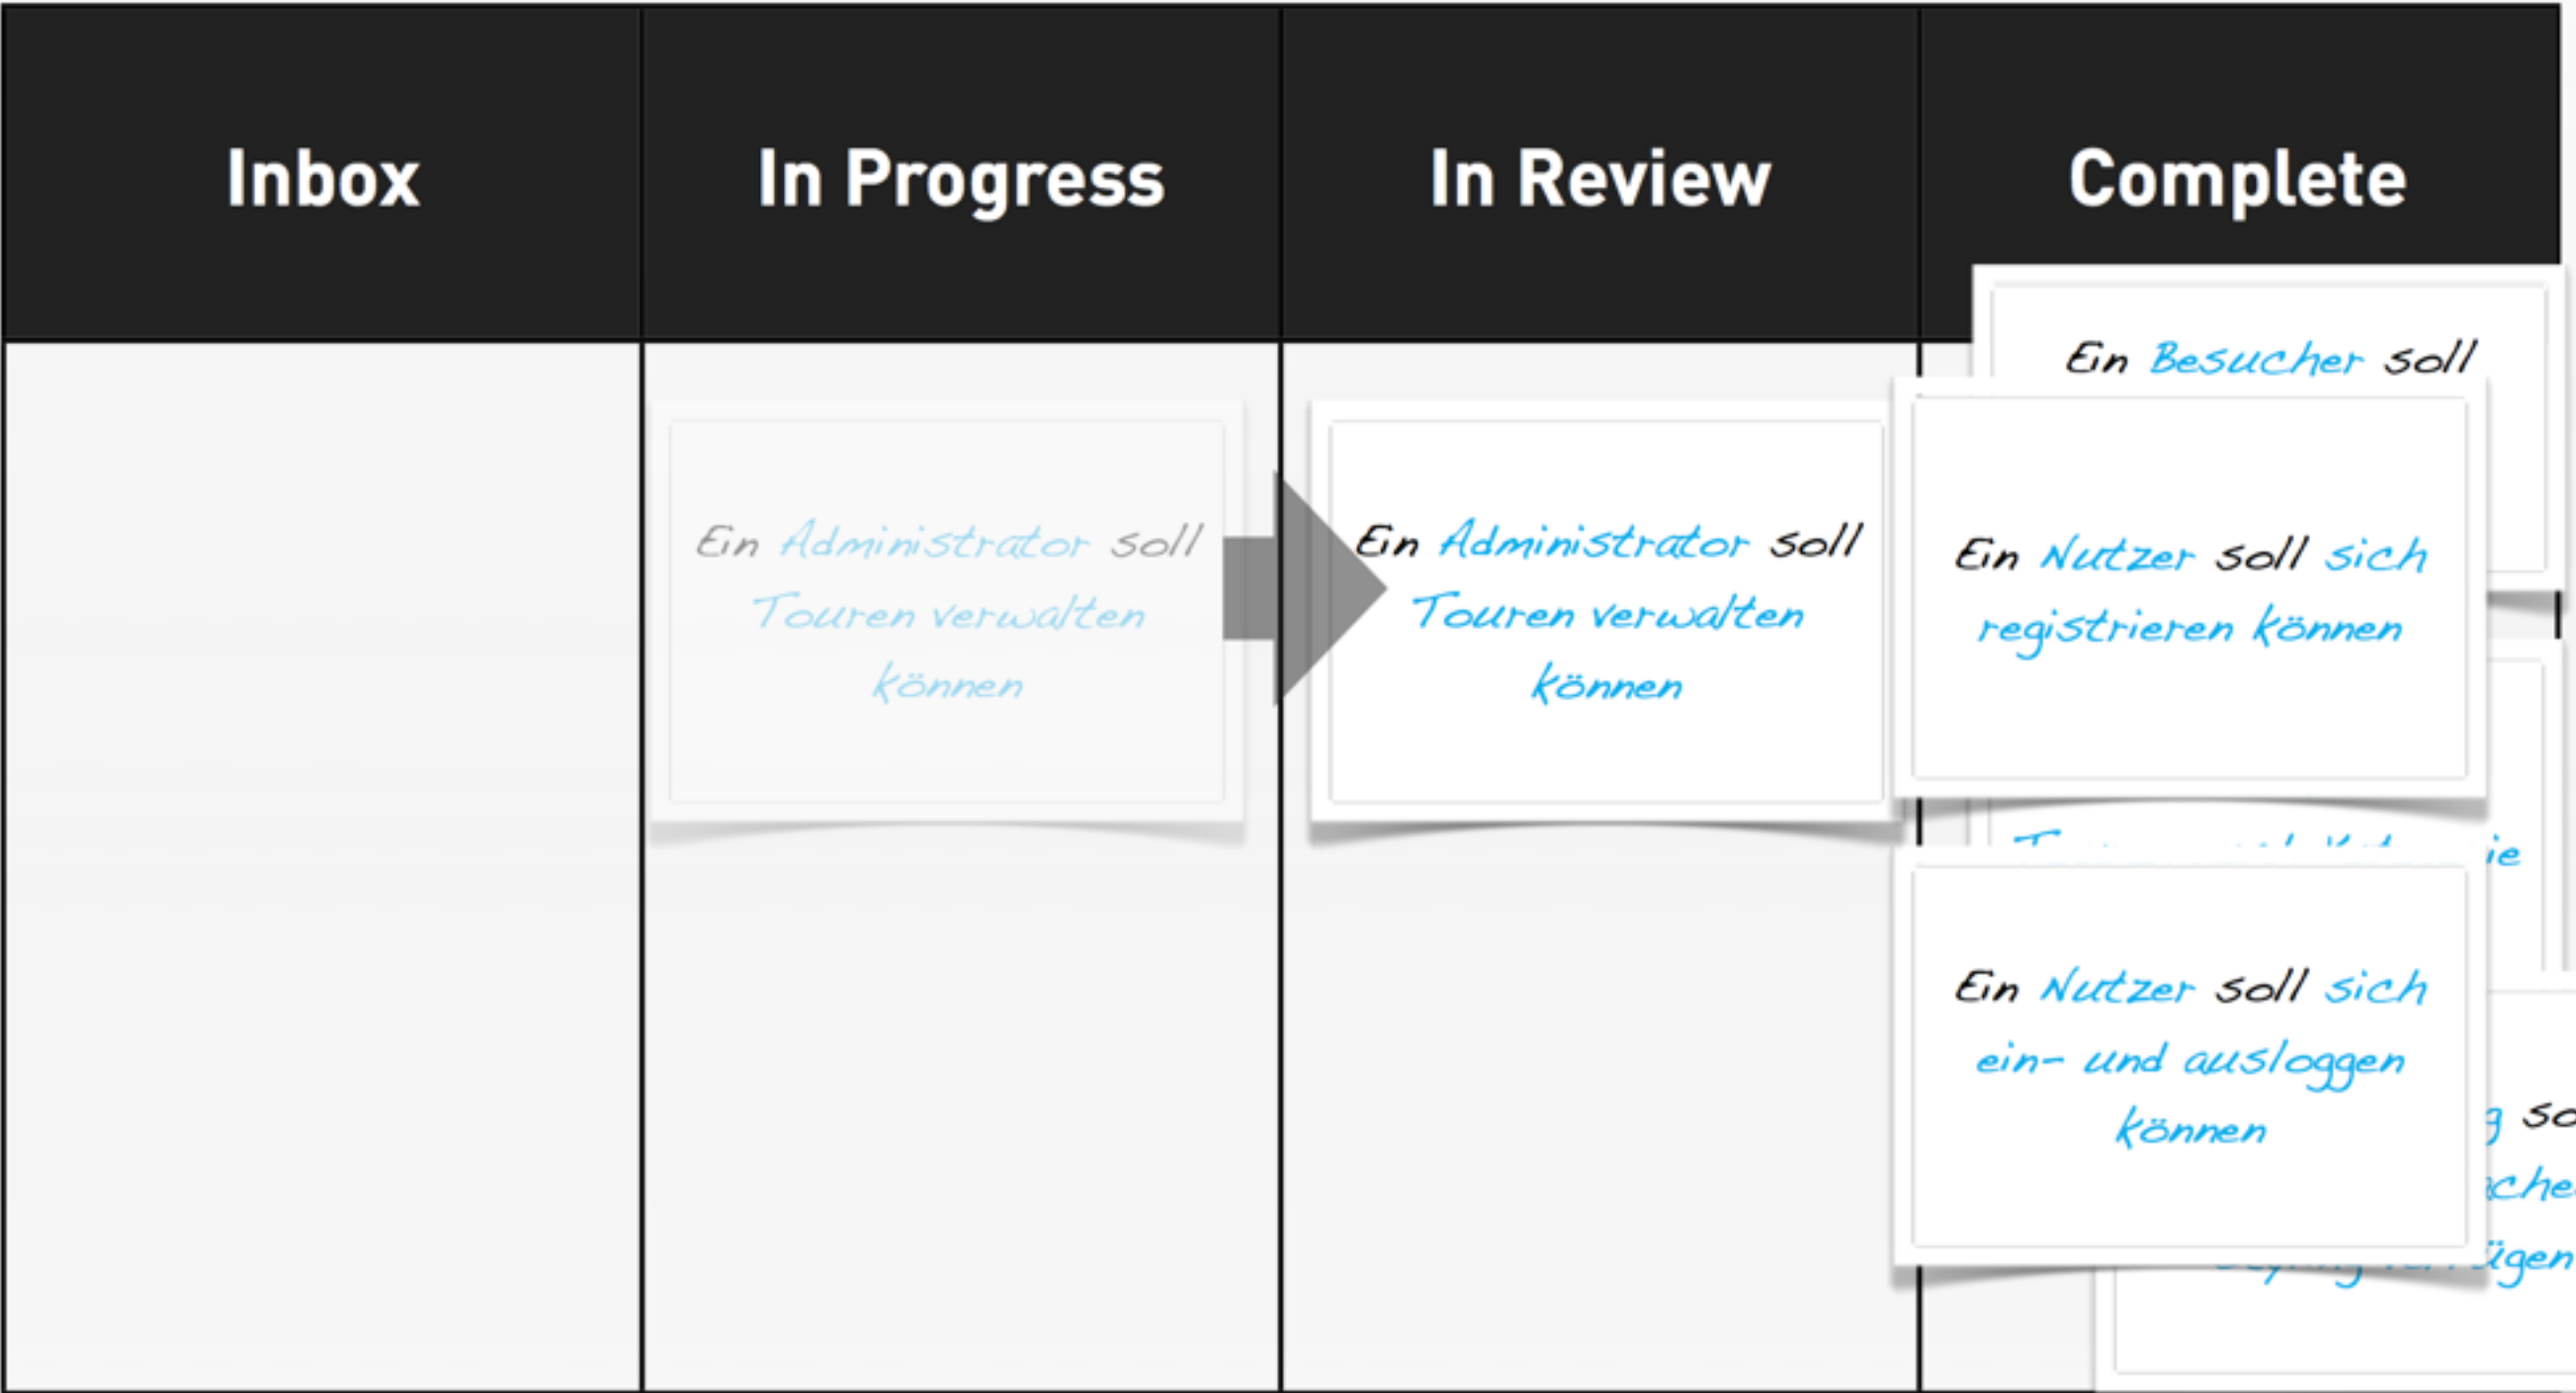 Inbox
In Progress
In Review
Complete
Ein Administrator soll
Touren verwalten
können
Ein Administrator soll
Touren verwalten
können
Ein Besucher soll
Ein Nutzer soll sich
registrieren können
Ein Nutzer soll sich
ein- und ausloggen
können